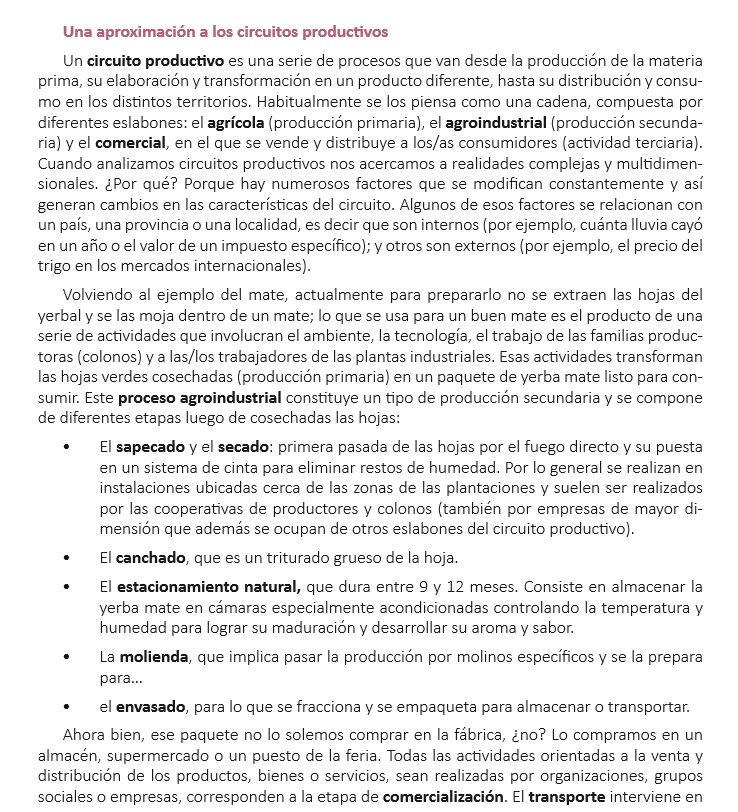 Una aproximación a los circuitos productivos
Un circuito productivo es una serie de procesos que van desde la producción de la materia
prima, su elaboración y transformación en un producto diferente, hasta su distribución y consu-
mo en los distintos territorios. Habitualmente se los piensa como una cadena, compuesta por
diferentes eslabones: el agrícola (producción primaria), el agroindustrial (producción secunda-
ria) y el comercial, en el que se vende y distribuye a los/as consumidores (actividad terciaria).
Cuando analizamos circuitos productivos nos acercamos a realidades complejas y multidimen-
sionales. ¿Por qué? Porque hay numerosos factores que se modifican constantemente y así
generan cambios en las características del circuito. Algunos de esos factores se relacionan con
un país, una provincia o una localidad, es decir que son internos (por ejemplo, cuánta lluvia cayó
en un año o el valor de un impuesto específico); y otros son externos (por ejemplo, el precio del
trigo en los mercados internacionales).
Volviendo al ejemplo del mate, actualmente para prepararlo no se extraen las hojas del
yerbal y se las moja dentro de un mate; lo que se usa para un buen mate es el producto de una
serie de actividades que involucran el ambiente, la tecnología, el trabajo de las familias produc-
toras (colonos) y a las/los trabajadores de las plantas industriales. Esas actividades transforman
las hojas verdes cosechadas (producción primaria) en un paquete de yerba mate listo para con-
sumir. Este proceso agroindustrial constituye un tipo de producción secundaria y se compone
de diferentes etapas luego de cosechadas las hojas:
• El sapecado y el secado: primera pasada de las hojas por el fuego directo y su puesta
en un sistema de cinta para eliminar restos de humedad. Por lo general se realizan en
instalaciones ubicadas cerca de las zonas de las plantaciones y suelen ser realizados
por las cooperativas de productores y colonos (también por empresas de mayor di-
mensión que además se ocupan de otros eslabones del circuito productivo).
• El canchado, que es un triturado grueso de la hoja.
• El estacionamiento natural, que dura entre 9 y 12 meses. Consiste en almacenar la
yerba mate en cámaras especialmente acondicionadas controlando la temperatura y
humedad para lograr su maduración y desarrollar su aroma y sabor.
• La molienda, que implica pasar la producción por molinos específicos y se la prepara
para...
• el envasado, para lo que se fracciona y se empaqueta para almacenar o transportar.
Ahora bien, ese paquete no lo solemos comprar en la fábrica, ¿no? Lo compramos en un
almacén, supermercado o un puesto de la feria. Todas las actividades orientadas a la venta y
distribución de los productos, bienes o servicios, sean realizadas por organizaciones, grupos
sociales o empresas, corresponden a la etapa de comercialización. El transporte interviene en